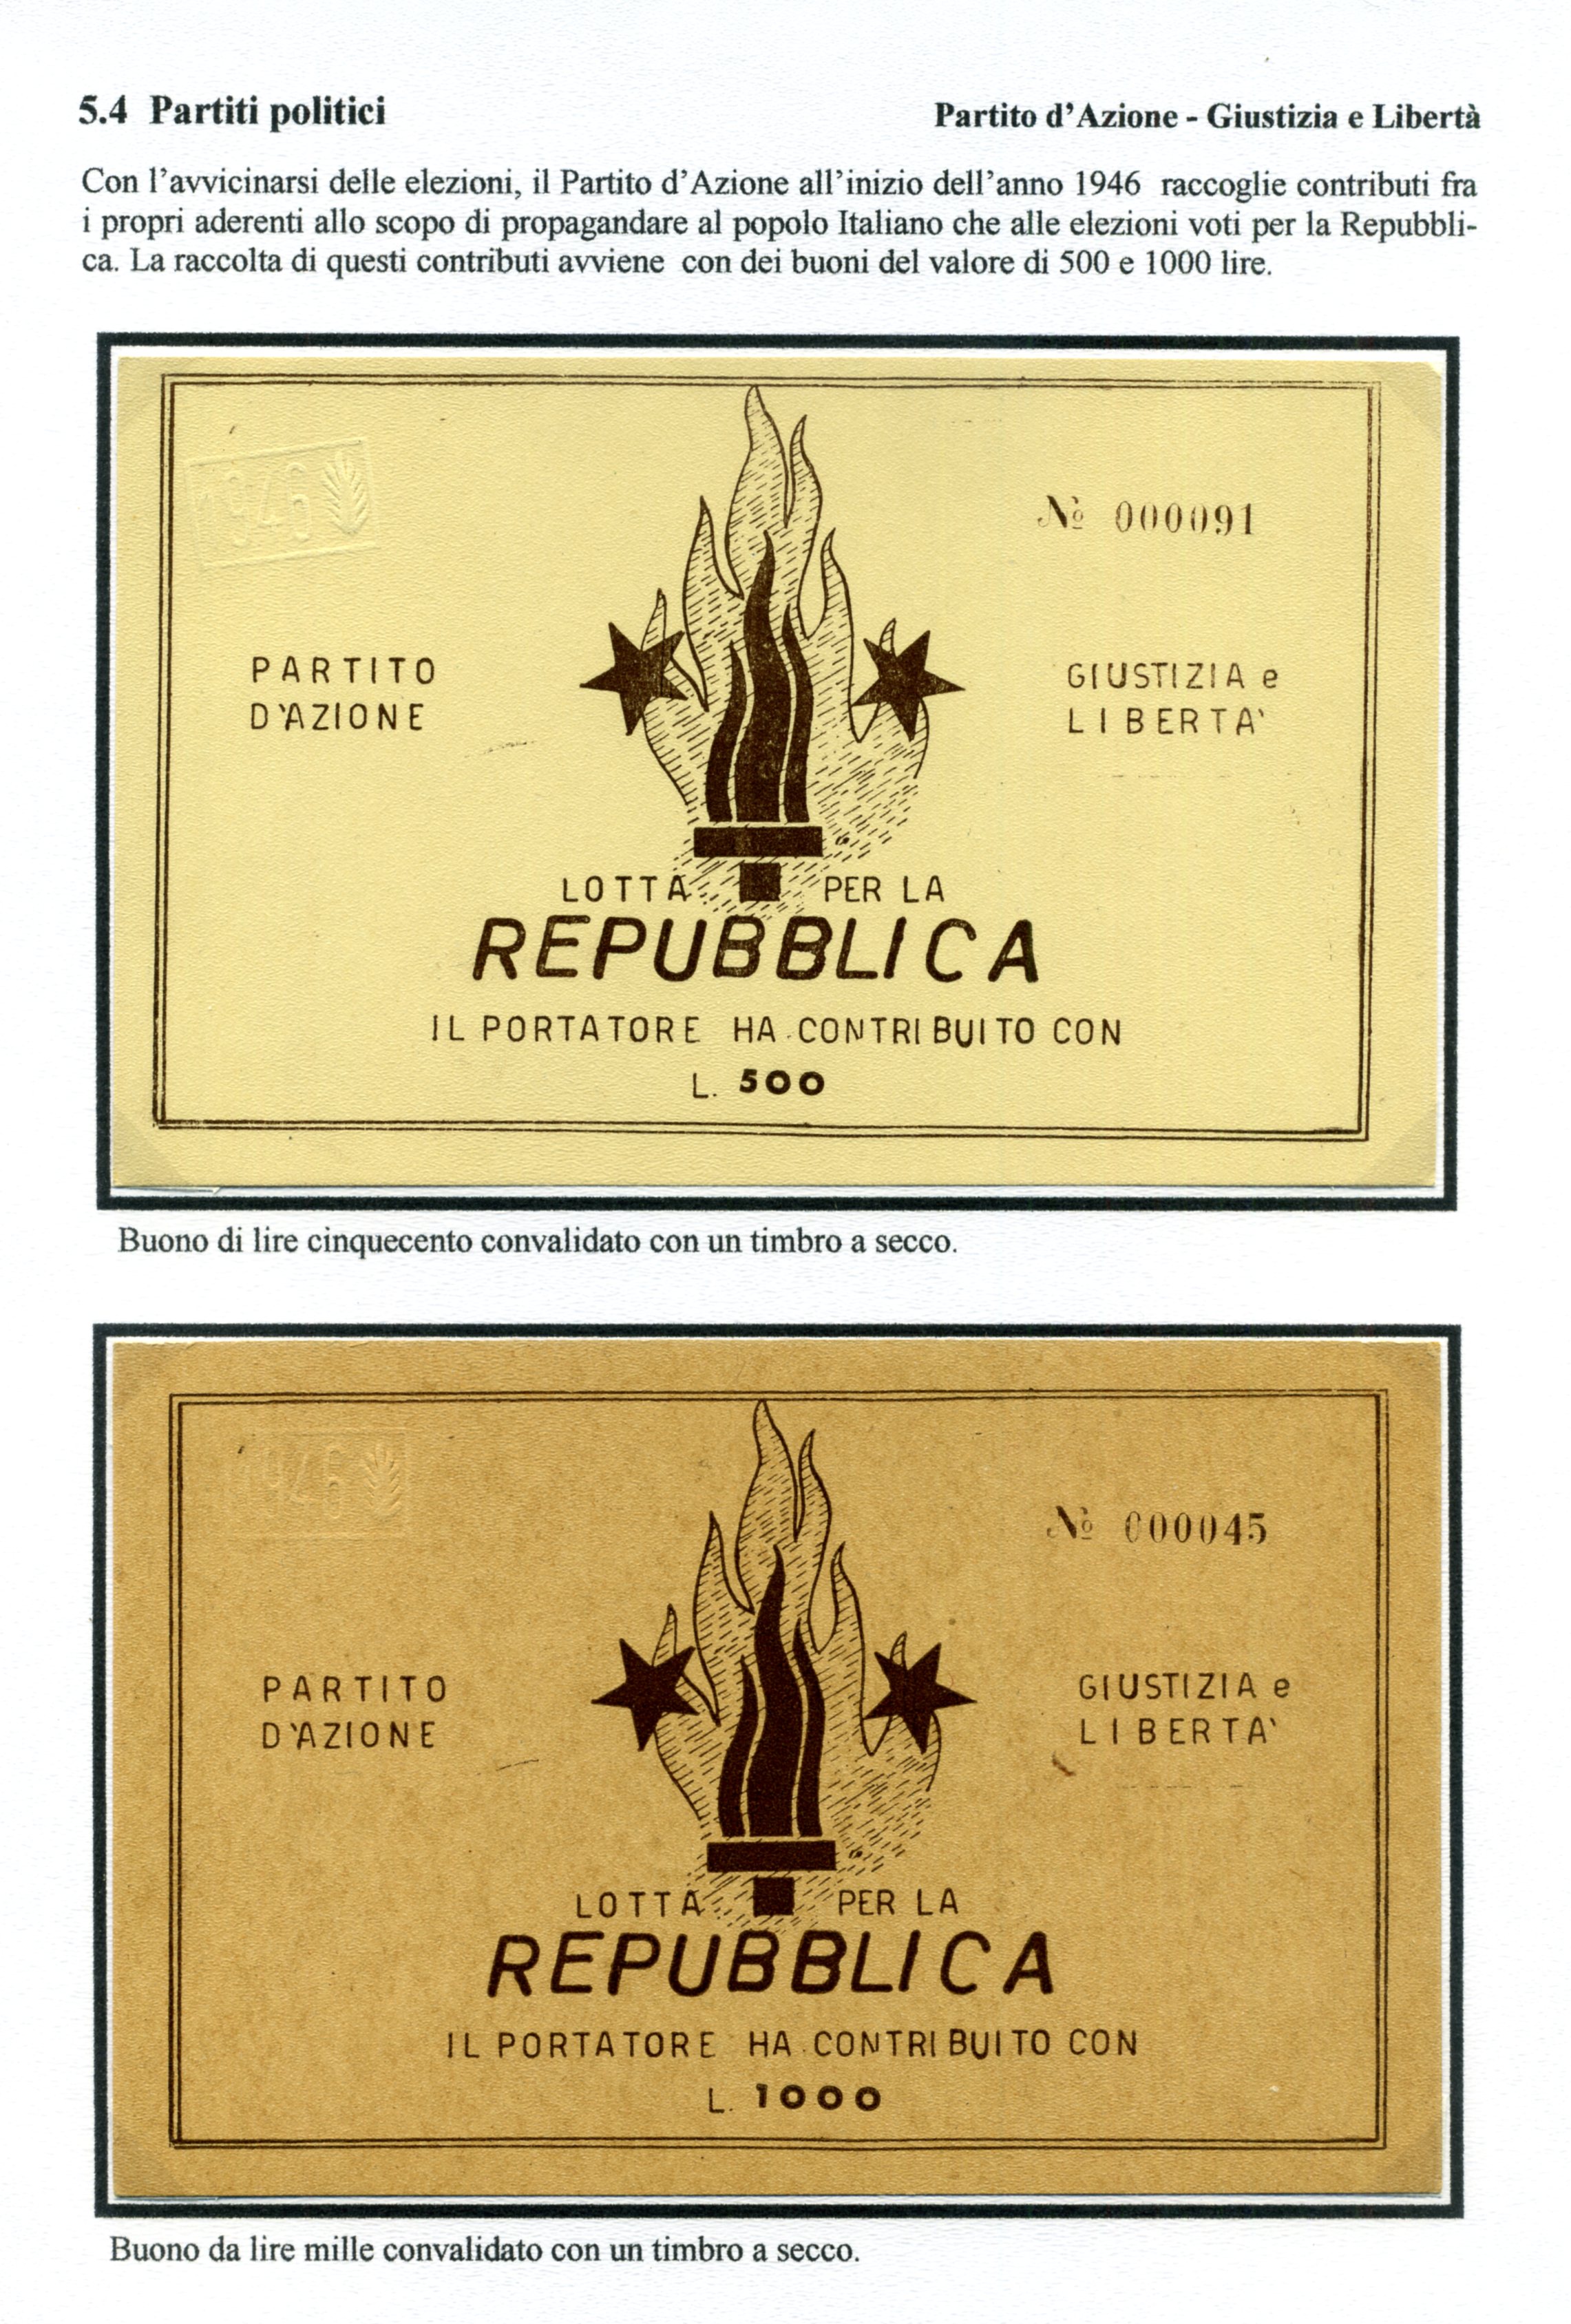 5.4 Partiti politici
Partito d'Azione - Giustizia e Libertà
Con l'avvicinarsi delle elezioni, il Partito d'Azione all'inizio dell'anno 1946 raccoglie contributi fra
i propri aderenti allo scopo di propagandare al popolo Italiano che alle elezioni voti per la Repubbli-
ca. La raccolta di questi contributi avviene con dei buoni del valore di 500 e 1000 lire.
1946
№ 000091
PARTITO
D'AZIONE
GIUSTIZIA e
LIBERTA'
LOTTA PER LA
REPUBBLICA
IL PORTATORE HA CONTRIBUITO CON
L. 500
Buono di lire cinquecento convalidato con un timbro a secco.
1946
№ 000045
PARTITO
D'AZIONE
GIUSTIZIA e
LIBERTA'
LOTTA PER LA
REPUBBLICA
IL PORTATORE HA CONTRIBUITO CON
L. 1000
Buono da lire mille convalidato con un timbro a secco.